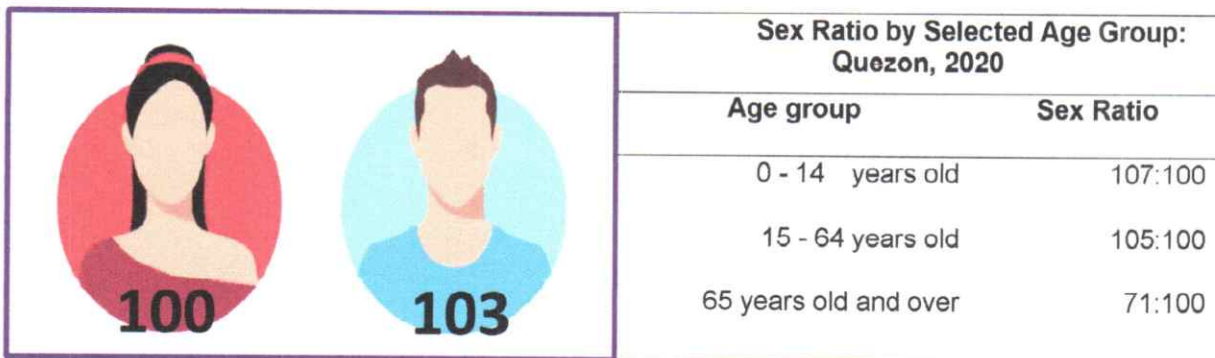 100
103
Sex Ratio by Selected Age Group:
Quezon, 2020
Age group Sex Ratio
0 - 14 years old 107:100
15 - 64 years old 105:100
65 years old and over 71:100